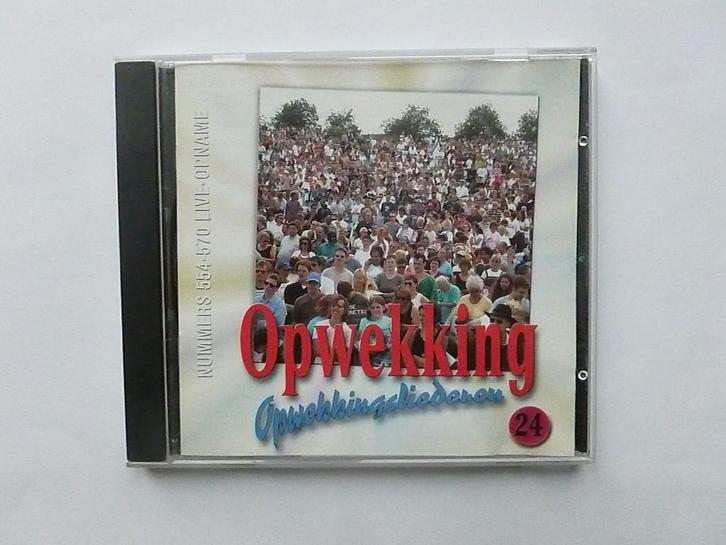 NUMMERS 554-570 LIVE-OPNAME
Opwekking
Opwekkingsliederen
24